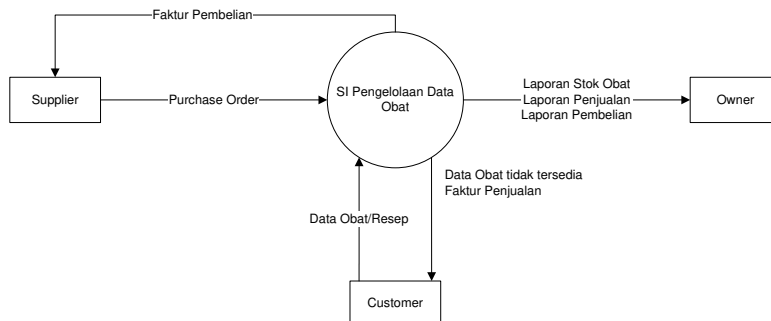 Faktur Pembelian
Supplier
Purchase Order
SI Pengelolaan Data
Obat
Laporan Stok Obat
Laporan Penjualan
Laporan Pembelian
Owner
Data Obat tidak tersedia
Faktur Penjualan
Data Obat/Resep
Customer